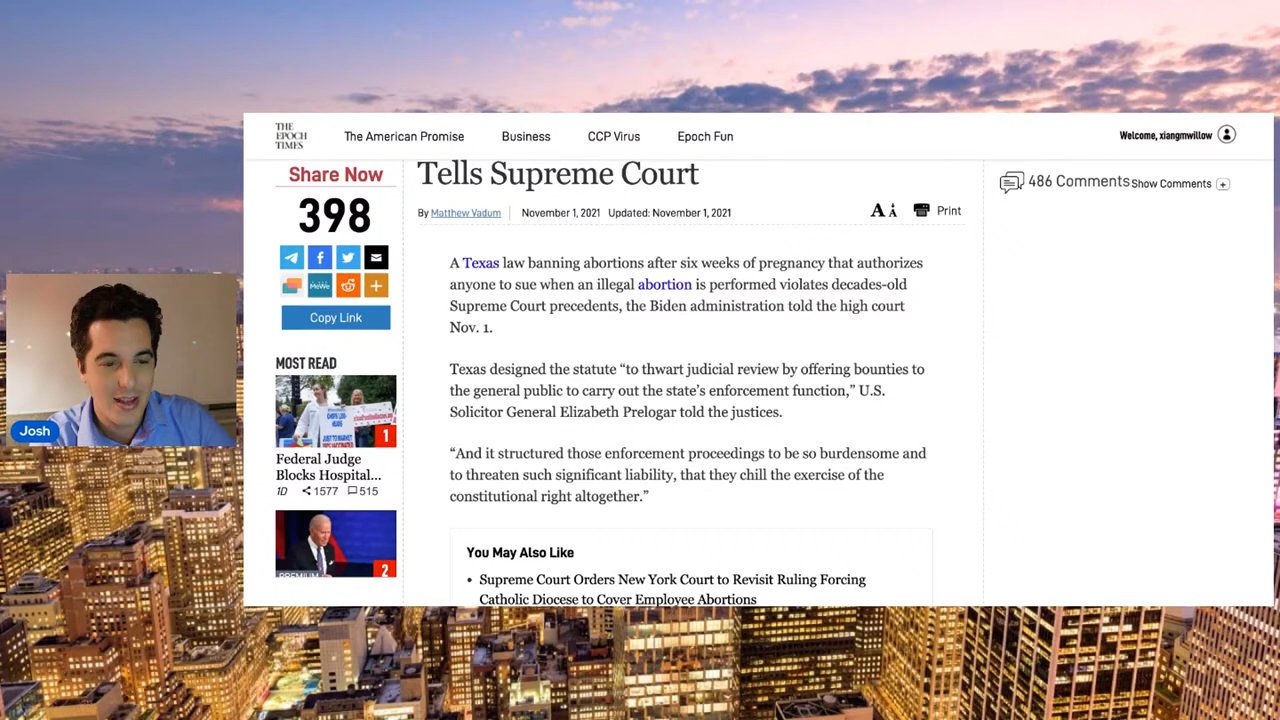 THE
EPOCH
TIMES
The American Promise
Business
CCP Virus
Epoch Fun
Welcome, xiangmwillow
Share Now
398
MeWe
Copy Link
MOST READ
1
Federal Judge
Blocks Hospital...
1D 1577 515
2
PREMIUM
Josh
Tells Supreme Court
By Matthew Vadum November 1, 2021 Updated: November 1, 2021
A A Print
A Texas law banning abortions after six weeks of pregnancy that authorizes
anyone to sue when an illegal abortion is performed violates decades-old
Supreme Court precedents, the Biden administration told the high court
Nov. 1.
Texas designed the statute “to thwart judicial review by offering bounties to
the general public to carry out the state’s enforcement function,” U.S.
Solicitor General Elizabeth Prelogar told the justices.
“And it structured those enforcement proceedings to be so burdensome and
to threaten such significant liability, that they chill the exercise of the
constitutional right altogether.”
You May Also Like
• Supreme Court Orders New York Court to Revisit Ruling Forcing
Catholic Diocese to Cover Employee Abortions
486 Comments Show Comments +